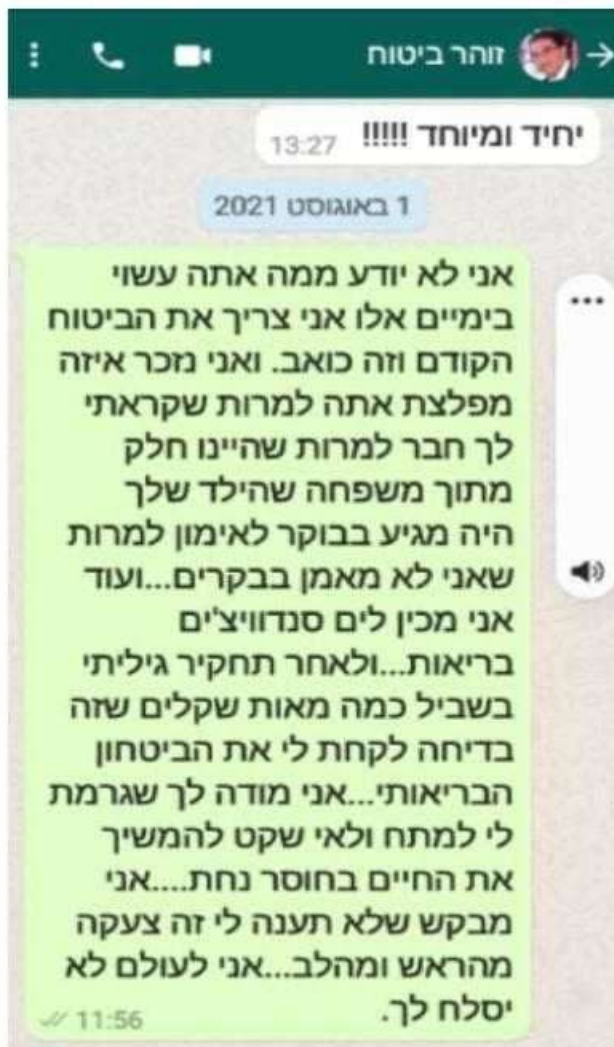 זוהר ביטוח
יחיד ומיוחד !!!!!
13:27
1 באוגוסט 2021
אני לא יודע ממה אתה עשוי
בימיים אלו אני צריך את הביטוח
הקודם וזה כואב. ואני נזכר איזה
מפלצת אתה למרות שקראתי
לך חבר למרות שהיינו חלק
מתוך משפחה שהילד שלך
היה מגיע בבוקר לאימון למרות
שאני לא מאמן בבקרים...ועוד
אני מכין לים סנדוויצ'ים
בריאות...ולאחר תחקיר גיליתי
בשביל כמה מאות שקלים שזה
בדיחה לקחת לי את הביטחון
הבריאותי...אני מודה לך שגרמת
לי למתח ולאי שקט להמשיך
את החיים בחוסר נחת....אני
מבקש שלא תענה לי זה צעקה
מהראש ומהלב...אני לעולם לא
יסלח לך.
11:56